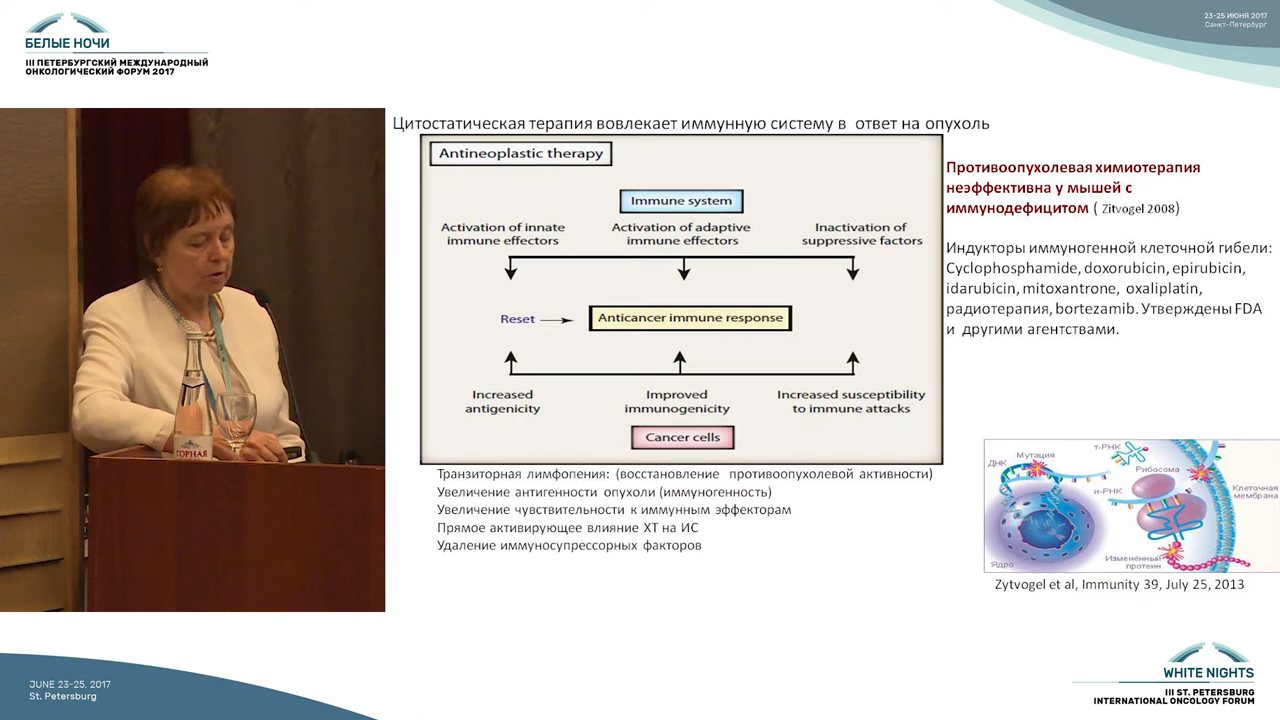 БЕЛЫЕ НОЧИ
III ПЕТЕРБУРГСКИЙ МЕЖДУНАРОДНЫЙ
ОНКОЛОГИЧЕСКИЙ ФОРУМ 2017
23-25 ИЮНЯ 2017
Санкт-Петербург
Цитостатическая терапия вовлекает иммунную систему в ответ на опухоль
Antineoplastic therapy
Immune system
Activation of innate
immune effectors
Activation of adaptive
immune effectors
Inactivation of
suppressive factors
Reset
Anticancer immune response
Increased
antigenicity
Improved
immunogenicity
Increased susceptibility
to immune attacks
Cancer cells
Транзиторная лимфопения: (восстановление противоопухолевой активности)
Увеличение антигенности опухоли (иммуногенность)
Увеличение чувствительности к иммунным эффекторам
Прямое активирующее влияние ХТ на ИС
Удаление иммуносупрессорных факторов
Противоопухолевая химиотерапия
неэффективна у мышей с
иммунодефицитом ( Zitvogel 2008)
Индукторы иммуногенной клеточной гибели:
Cyclophosphamide, doxorubicin, epirubicin,
idarubicin, mitoxantrone, oxaliplatin,
радиотерапия, bortezamib. Утверждены FDA
и другими агентствами.
ДНК
Мутация
т-РНК
Рибосома
и-РНК
Клеточная
мембрана
Ядро
Изменённый
протеин
Zytvogel et al, Immunity 39, July 25, 2013
ГОРНАЯ
JUNE 23-25, 2017
St. Petersburg
WHITE NIGHTS
III ST. PETERSBURG
INTERNATIONAL ONCOLOGY FORUM